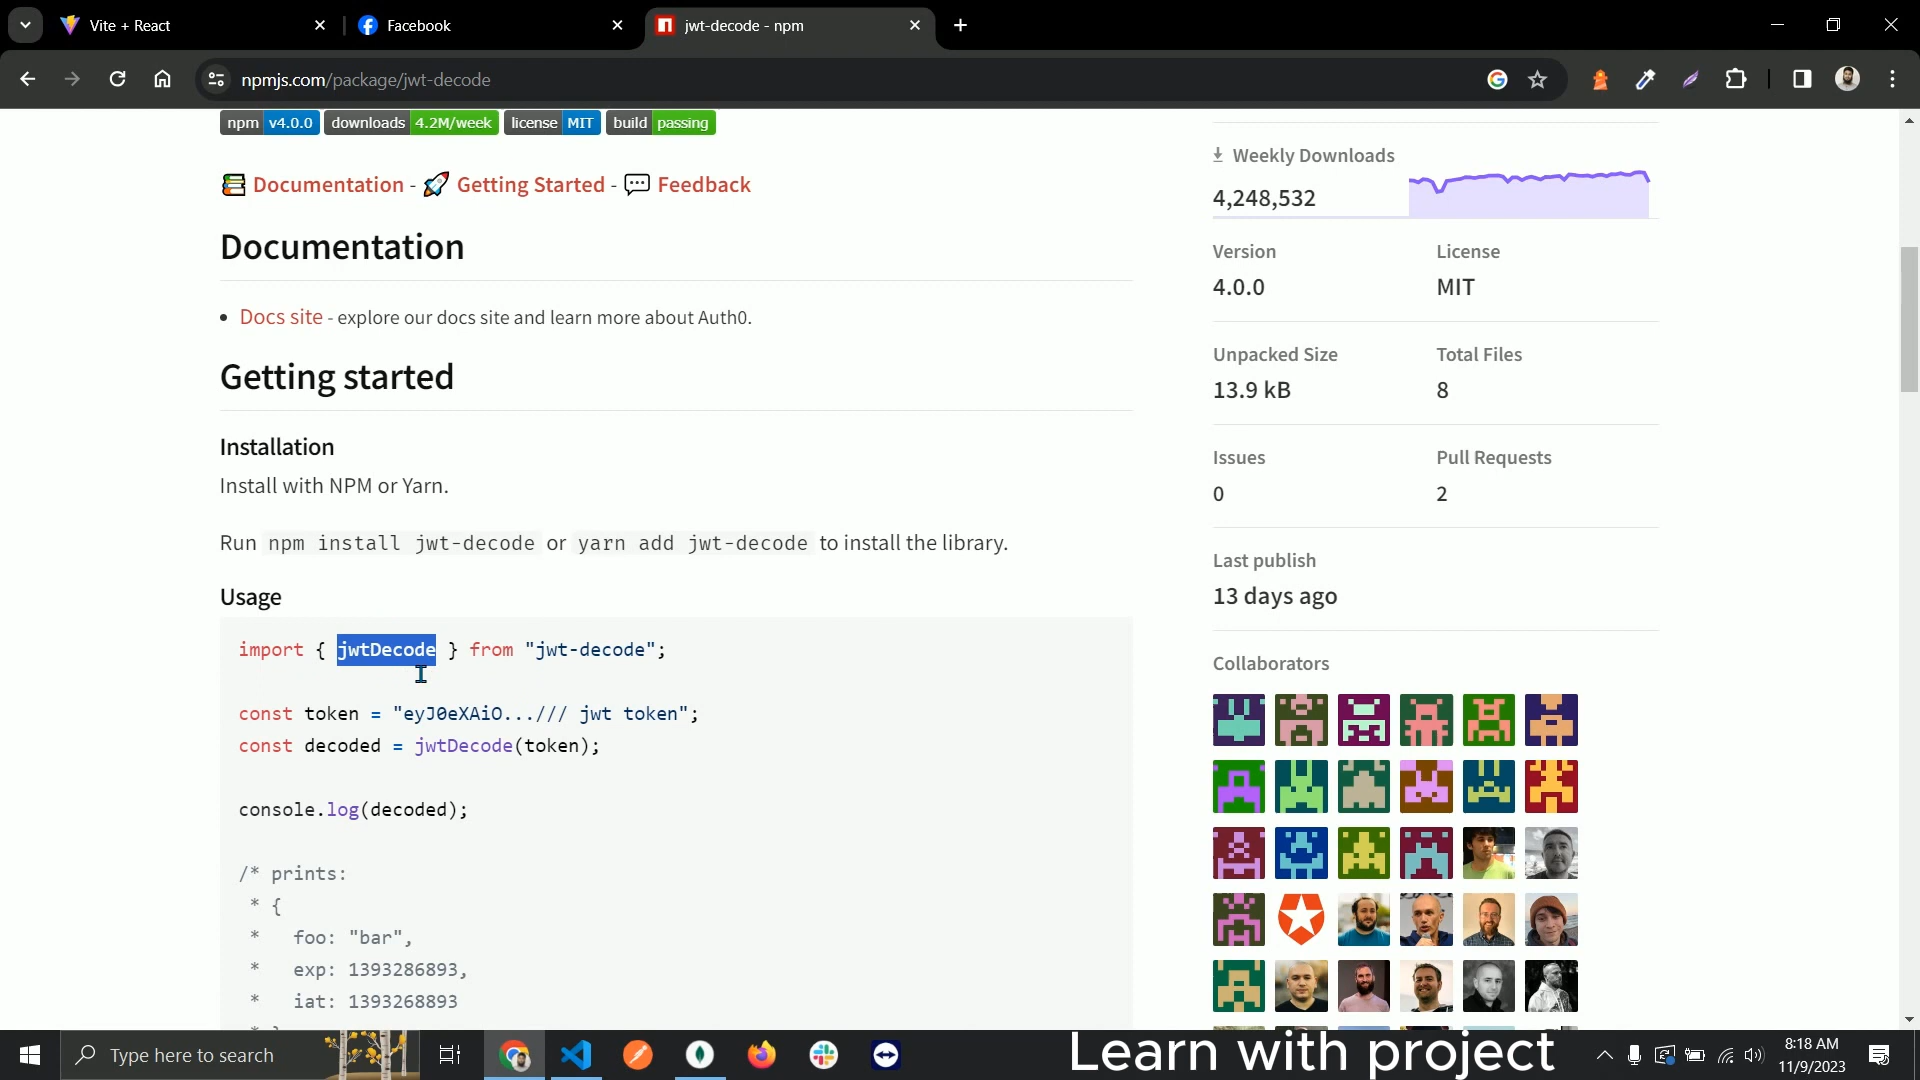 Vite + React
Facebook
jwt-decode - npm
npmjs.com/package/jwt-decode
npm v4.0.0 downloads 4.2M/week license MIT build passing
Documentation - Getting Started - Feedback
Documentation
Docs site - explore our docs site and learn more about Auth0.
Getting started
Installation
Install with NPM or Yarn.
Run npm install jwt-decode or yarn add jwt-decode to install the library.
Usage
import { jwtDecode } from "jwt-decode";
const token = "eyJ0eXAiO.../// jwt token";
const decoded = jwtDecode(token);
console.log(decoded);
/* prints:
* {
* foo: "bar",
* exp: 1393286893,
* iat: 1393268893
Weekly Downloads
4,248,532
Version
License
4.0.0
MIT
Unpacked Size
Total Files
13.9 kB
8
Issues
Pull Requests
0
2
Last publish
13 days ago
Collaborators
Type here to search
Learn with project
8:18 AM
11/9/2023